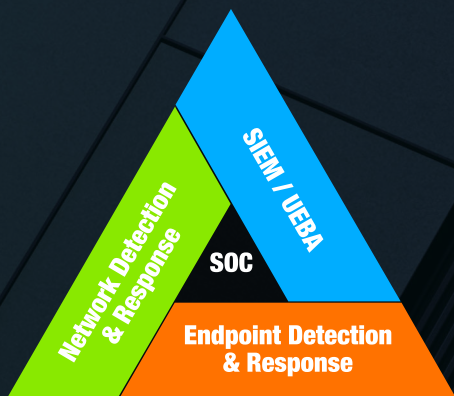 SIEM / UEBA
Network Detection
& Response
SOC
Endpoint Detection
& Response